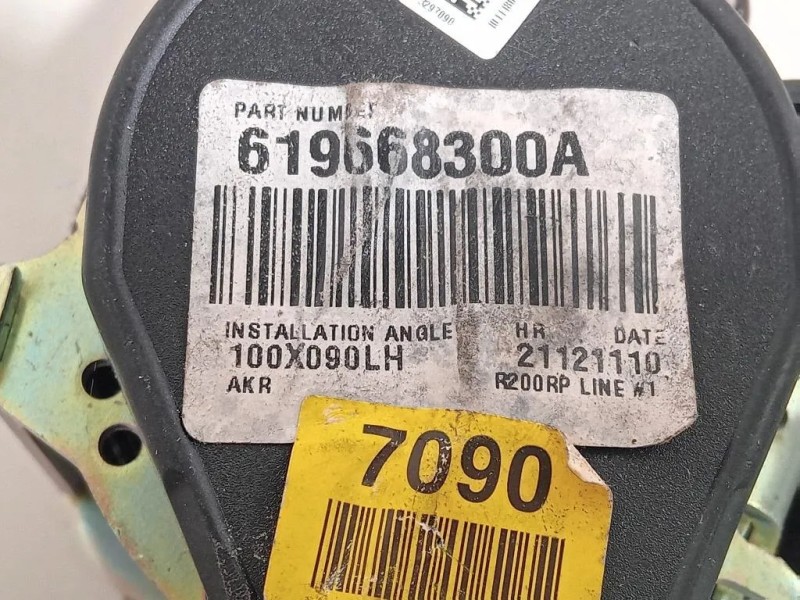 PART NUMBER
619668300A
INSTALLATION ANGLE HR DATE
100X090LH 21121110
AKR R200RP LINE #1
7090